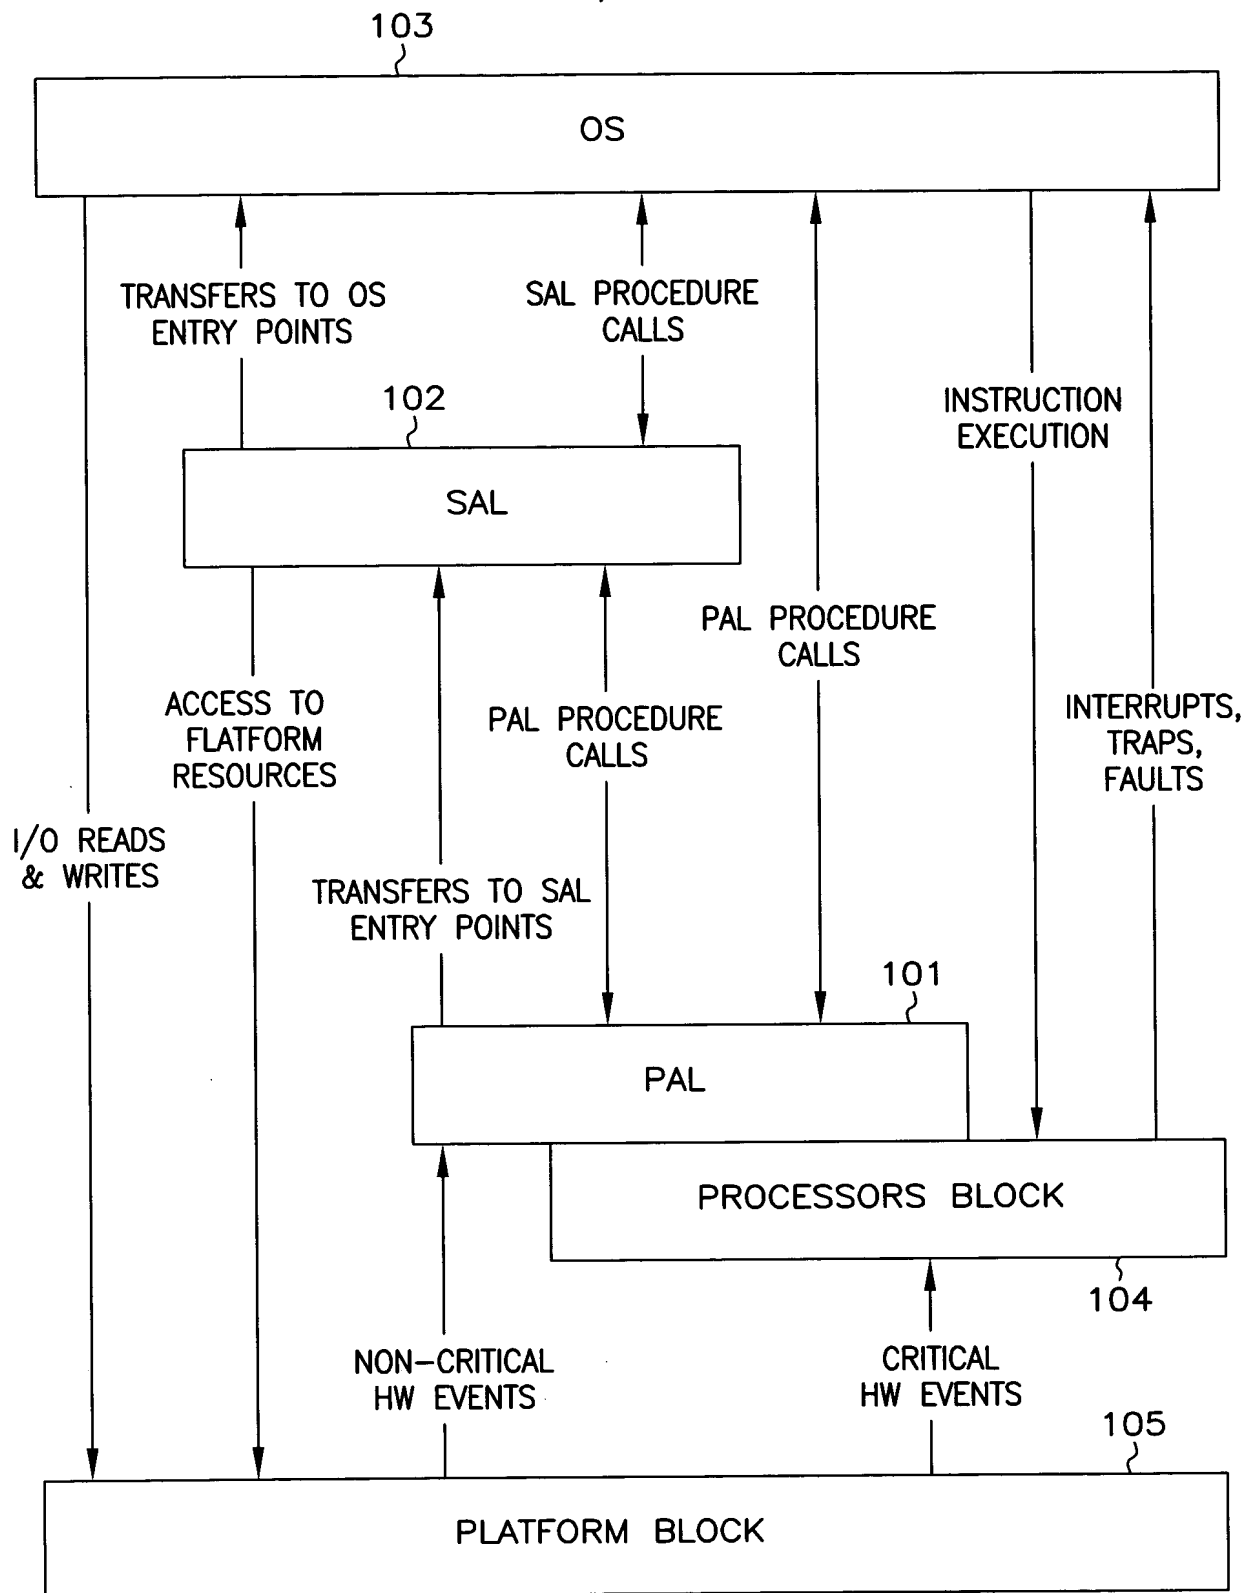 103
OS
TRANSFERS TO OS
ENTRY POINTS
SAL PROCEDURE
CALLS
102
INSTRUCTION
EXECUTION
SAL
PAL PROCEDURE
CALLS
ACCESS TO
FLATFORM
RESOURCES
PAL PROCEDURE
CALLS
INTERRUPTS,
TRAPS,
FAULTS
I/O READS
& WRITES
TRANSFERS TO SAL
ENTRY POINTS
101
PAL
PROCESSORS BLOCK
104
NON-CRITICAL
HW EVENTS
CRITICAL
HW EVENTS
105
PLATFORM BLOCK